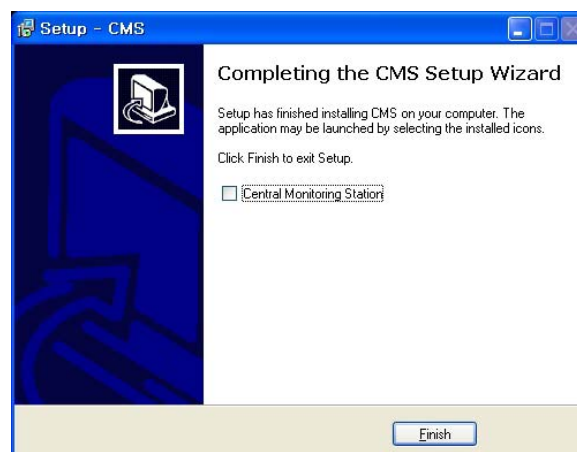 Setup - CMS
Completing the CMS Setup Wizard
Setup has finished installing CMS on your computer. The
application may be launched by selecting the installed icons.
Click Finish to exit Setup.
Central Monitoring Station
Finish